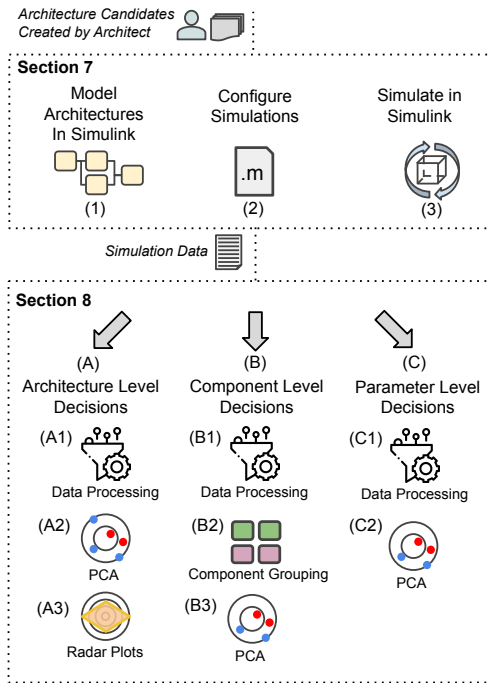 Architecture Candidates
Created by Architect
Section 7
Model
Architectures
In Simulink
(1)
Configure
Simulations
.m
(2)
Simulate in
Simulink
(3)
Simulation Data
Section 8
(A)
Architecture Level
Decisions
(A1)
Data Processing
(A2)
PCA
(A3)
Radar Plots
(B)
Component Level
Decisions
(B1)
Data Processing
(B2)
Component Grouping
(B3)
PCA
(C)
Parameter Level
Decisions
(C1)
Data Processing
(C2)
PCA